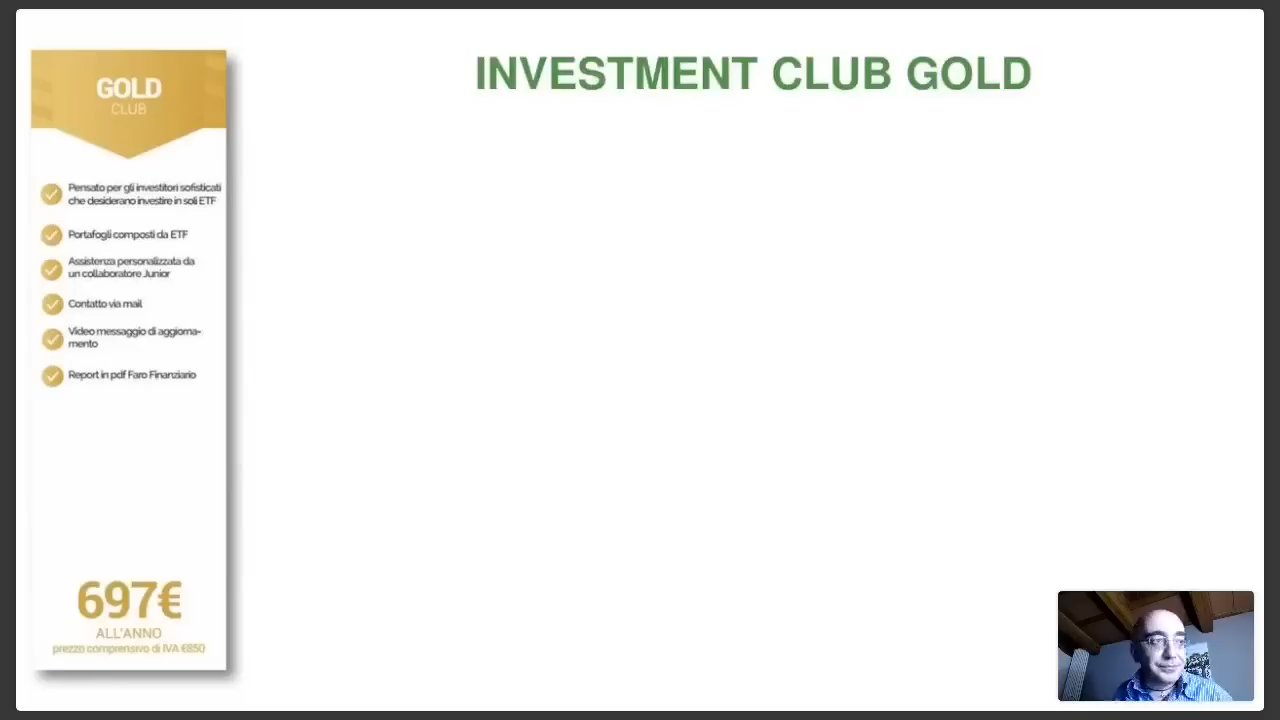 INVESTMENT CLUB GOLD
GOLD
CLUB
Pensato per gli investitori sofisticati
che desiderano investire in soli ETF
Portafogli composti da ETF
Assistenza personalizzata da
un collaboratore Junior
Contatto via mail
Video messaggio di aggiorna-
mento
Report in pdf Faro Finanziario
697€
ALL'ANNO
prezzo comprensivo di IVA €850